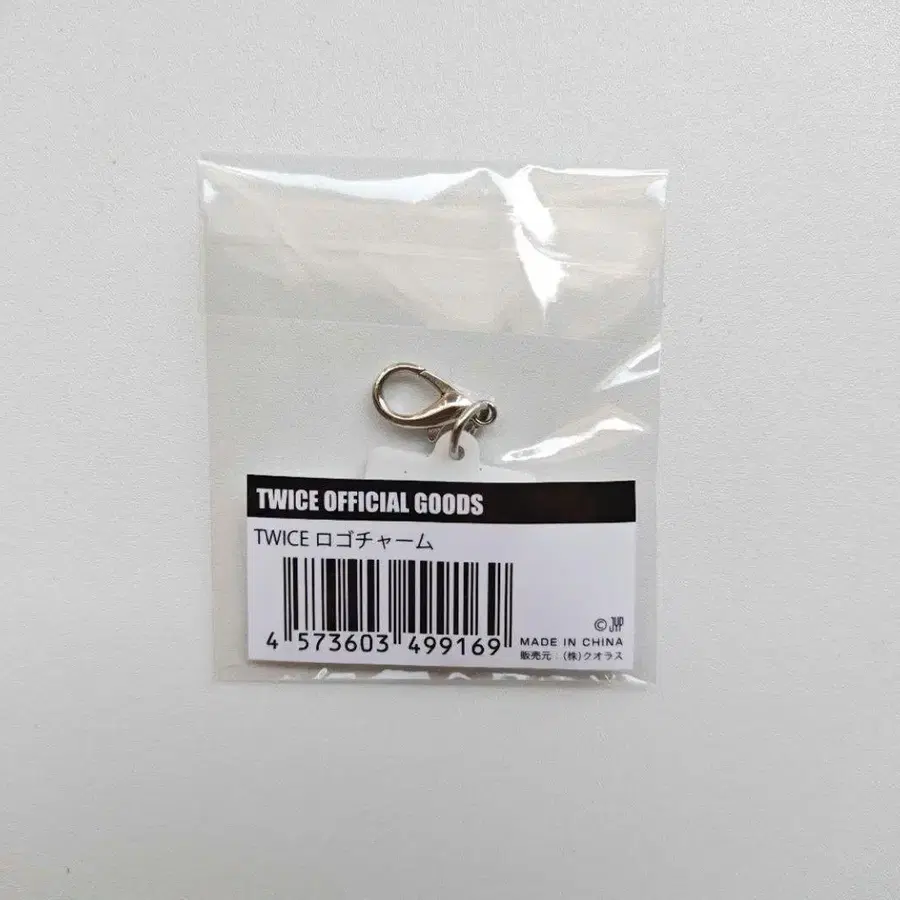 TWICE OFFICIAL GOODS
TWICE ロゴチャーム
4 573603 499169
©JYP
MADE IN CHINA
販売元：(株)クオラス